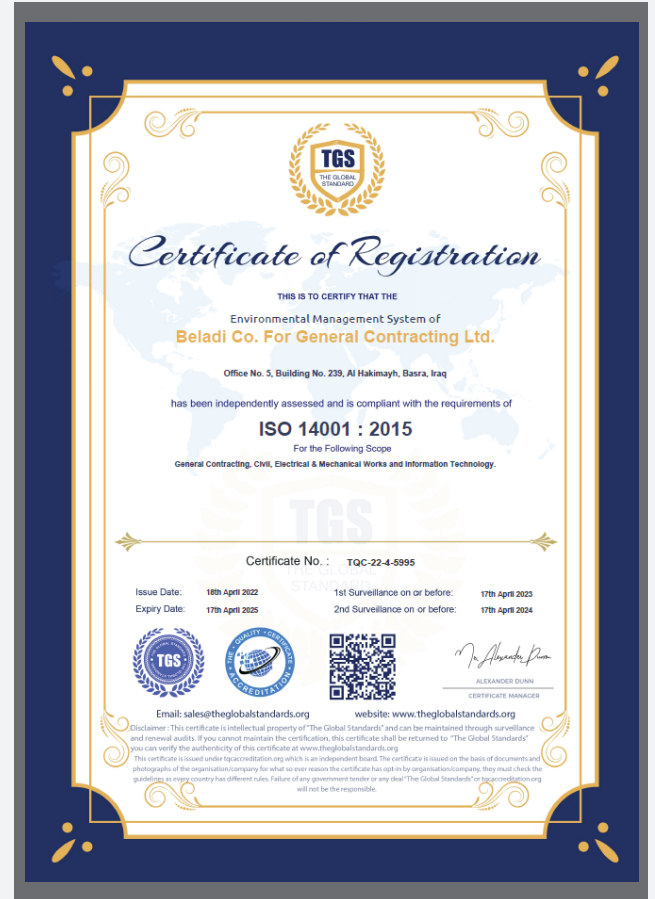 TGS
THE GLOBAL
STANDARD
Certificate of Registration
THIS IS TO CERTIFY THAT THE
Environmental Management System of
Beladi Co. For General Contracting Ltd.
Office No. 5, Building No. 239, Al Hakimayh, Basra, Iraq
has been independently assessed and is compliant with the requirements of
ISO 14001 : 2015
For the Following Scope
General Contracting, Civil, Electrical & Mechanical Works and Information Technology.
TGS
THE GLOBAL
STANDARD
Certificate No. : TQC-22-4-5995
Issue Date: 18th April 2022 1st Surveillance on or before: 17th April 2023
Expiry Date: 17th April 2025 2nd Surveillance on or before: 17th April 2024
TGS
THE • QUALITY • CERTIFICATE
ACCREDITATION
Mr. Alexander Dunn
ALEXANDER DUNN
CERTIFICATE MANAGER
Email: sales@theglobalstandards.org website: www.theglobalstandards.org
Disclaimer : This certificate is intellectual property of "The Global Standards" and can be maintained through surveillance
and renewal audits. If you cannot maintain the certification, this certificate shall be returned to "The Global Standards"
you can verify the authenticity of this certificate at www.theglobalstandards.org
This certificate is issued under tqcaccreditation.org which is an independent board. The certificate is issued on the basis of documents and
photographs of the organisation/company for what so ever reason the certificate has opt-in by organisation/company, they must check the
guidelines as every country has different rules. Failure of any government tender or any deal "The Global Standards" or tqcaccreditation.org
will not be the responsible.